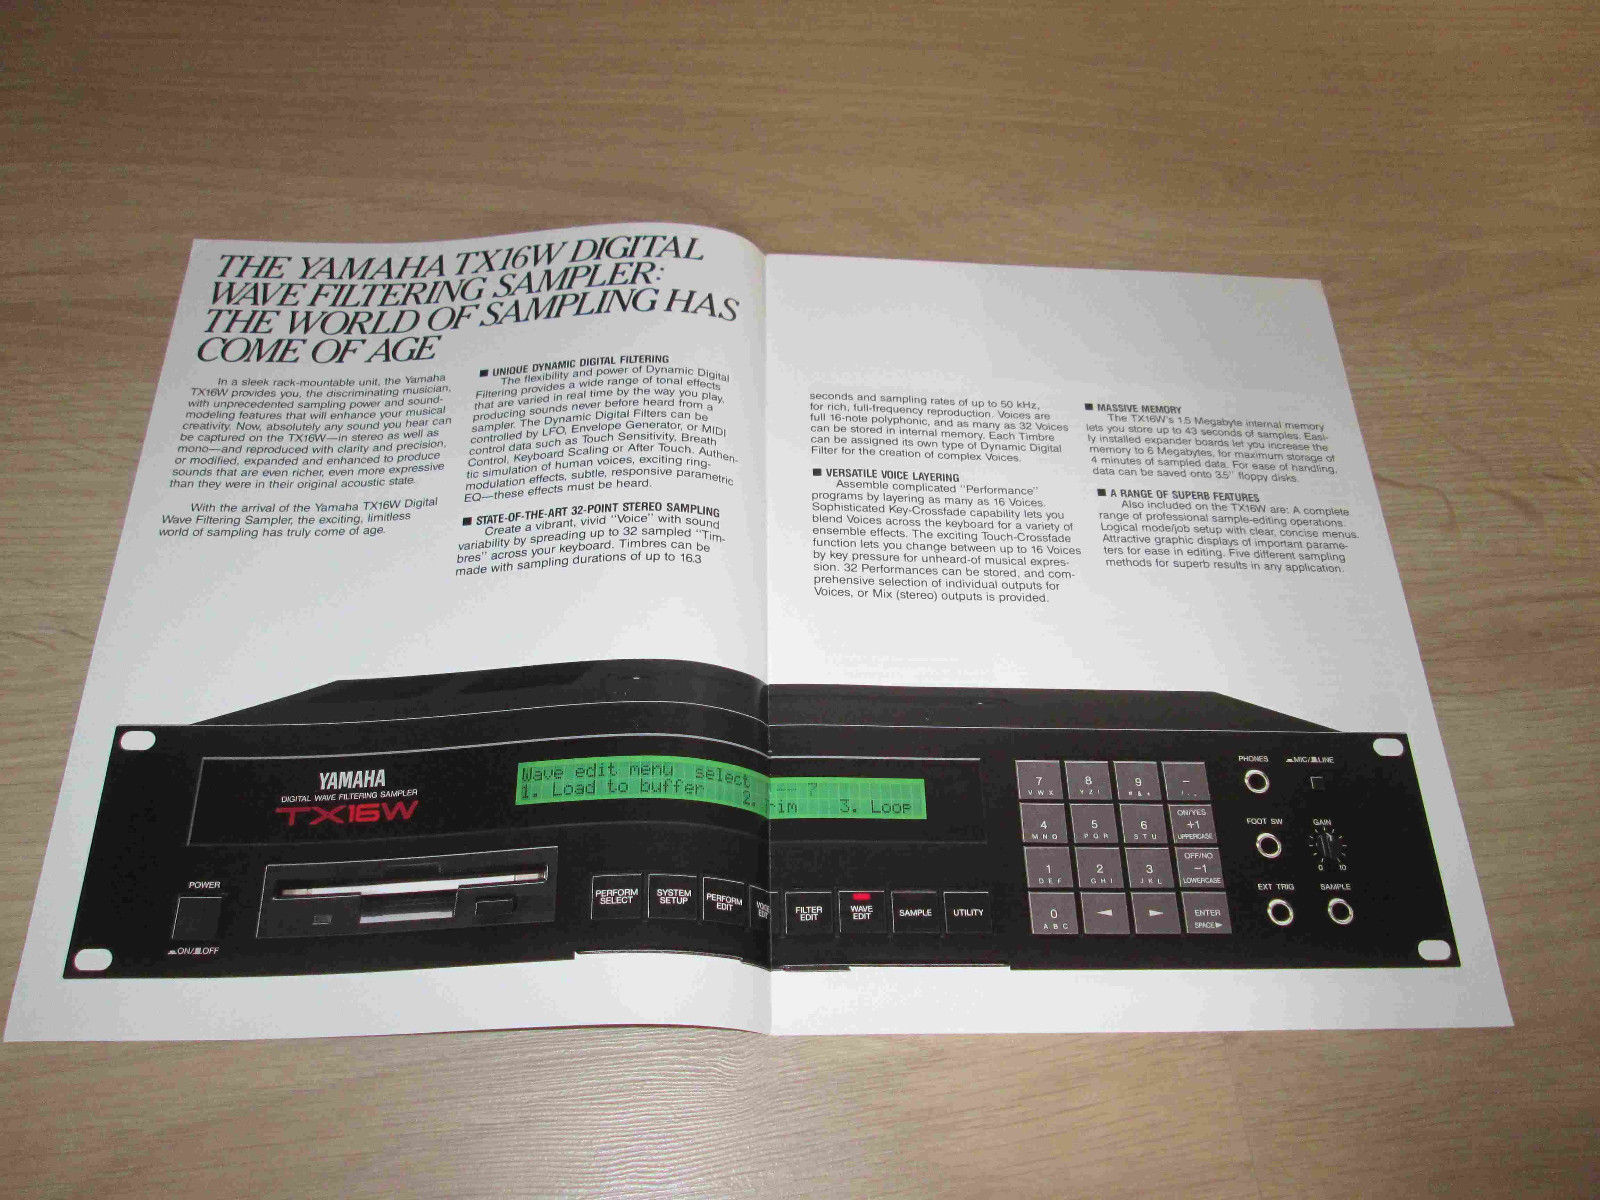 THE YAMAHA TX16W DIGITAL
WAVE FILTERING SAMPLER:
THE WORLD OF SAMPLING HAS
COME OF AGE
In a sleek rack-mountable unit, the Yamaha
TX16W provides you, the discriminating musician,
with unprecedented sampling power and sound-
modeling features that will enhance your musical
creativity. Now, absolutely any sound you hear can
be captured on the TX16W—in stereo as well as
mono—and reproduced with clarity and precision,
or modified, expanded and enhanced to produce
sounds that are even richer, even more expressive
than they were in their original acoustic state.
With the arrival of the Yamaha TX16W Digital
Wave Filtering Sampler, the exciting, limitless
world of sampling has truly come of age.
■ UNIQUE DYNAMIC DIGITAL FILTERING
The flexibility and power of Dynamic Digital
Filtering provides a wide range of tonal effects
that are varied in real time by the way you play,
producing sounds never before heard from a
sampler. The Dynamic Digital Filters can be
controlled by LFO, Envelope Generator, or MIDI
control data such as Touch Sensitivity, Breath
Control, Keyboard Scaling or After Touch. Authen-
tic simulation of human voices, exciting ring-
modulation effects, subtle, responsive parametric
EQ—these effects must be heard.
■ STATE-OF-THE-ART 32-POINT STEREO SAMPLING
Create a vibrant, vivid "Voice" with sound
variability by spreading up to 32 sampled "Tim-
bres" across your keyboard. Timbres can be
made with sampling durations of up to 16.3
seconds and sampling rates of up to 50 kHz,
for rich, full-frequency reproduction. Voices are
full 16-note polyphonic, and as many as 32 Voices
can be stored in internal memory. Each Timbre
can be assigned its own type of Dynamic Digital
Filter for the creation of complex Voices.
■ VERSATILE VOICE LAYERING
Assemble complicated "Performance"
programs by layering as many as 16 Voices.
Sophisticated Key-Crossfade capability lets you
blend Voices across the keyboard for a variety of
ensemble effects. The exciting Touch-Crossfade
function lets you change between up to 16 Voices
by key pressure for unheard-of musical expres-
sion. 32 Performances can be stored, and com-
prehensive selection of individual outputs for
Voices, or Mix (stereo) outputs is provided.
■ MASSIVE MEMORY
The TX16W's 1.5 Megabyte internal memory
lets you store up to 43 seconds of samples. Easi-
ly installed expander boards let you increase the
memory to 6 Megabytes, for maximum storage of
4 minutes of sampled data. For ease of handling,
data can be saved onto 3.5" floppy disks.
■ A RANGE OF SUPERB FEATURES
Also included on the TX16W are: A complete
range of professional sample-editing operations.
Logical mode/job setup with clear, concise menus.
Attractive graphic displays of important parame-
ters for ease in editing. Five different sampling
methods for superb results in any application.
YAMAHA
DIGITAL WAVE FILTERING SAMPLER
TX16W
Wave edit menu select --- ?
1. Load to buffer 2.Trim 3. Loop
POWER
ON/OFF
PERFORM SELECT
SYSTEM SETUP
PERFORM EDIT
VOICE EDIT
FILTER EDIT
WAVE EDIT
SAMPLE
UTILITY
7 8 9 -
V W X Y Z !
4 5 6 ON/YES +1
M N O P Q R S T U UPPERCASE
1 2 3 OFF/NO -1
D E F G H I J K L LOWERCASE
0 ◄ ► ENTER
A B C SPACE►
PHONES MIC/LINE
FOOT SW GAIN
0 10
EXT TRIG SAMPLE